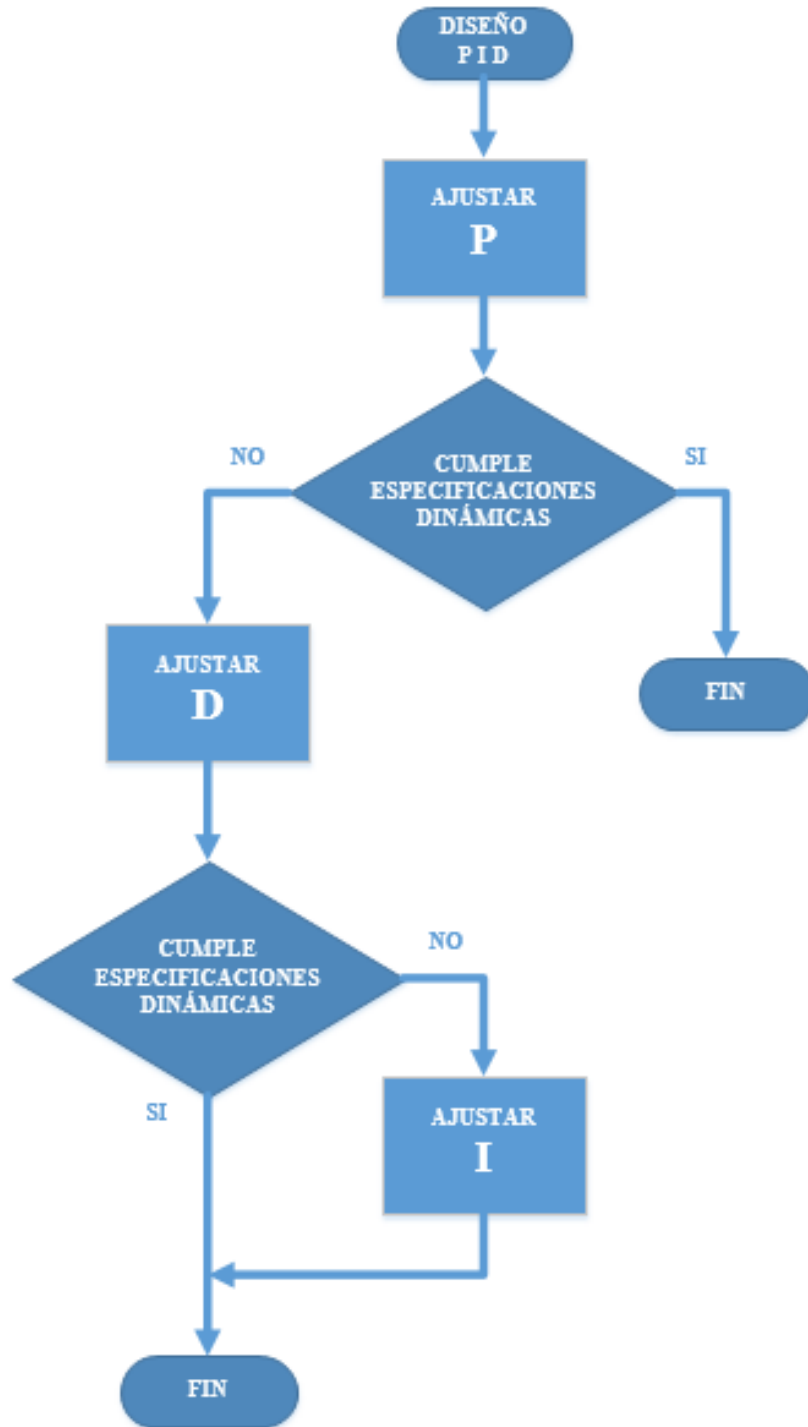 DISEÑO
P I D
AJUSTAR
P
NO
SI
CUMPLE
ESPECIFICACIONES
DINÁMICAS
AJUSTAR
D
FIN
CUMPLE
ESPECIFICACIONES
DINÁMICAS
NO
SI
AJUSTAR
I
FIN